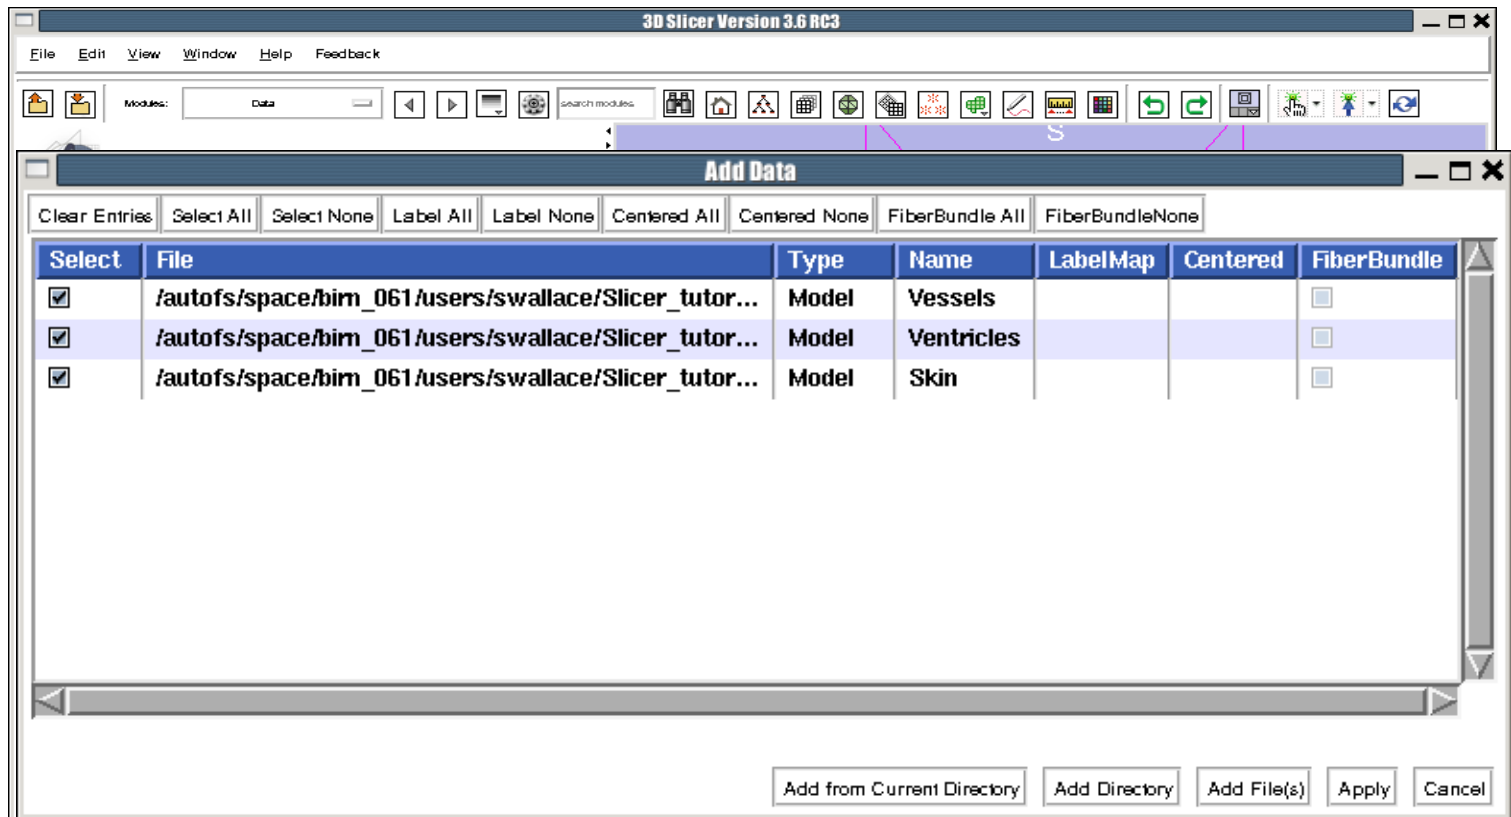 3D Slicer Version 3.6 RC3
File Edit View Window Help Feedback
Modules: Data search modules
S
Add Data
Clear Entries Select All Select None Label All Label None Centered All Centered None FiberBundle All FiberBundleNone
Select File Type Name LabelMap Centered FiberBundle
/autofs/space/birn_061/users/swallace/Slicer_tutor... Model Vessels
/autofs/space/birn_061/users/swallace/Slicer_tutor... Model Ventricles
/autofs/space/birn_061/users/swallace/Slicer_tutor... Model Skin
Add from Current Directory Add Directory Add File(s) Apply Cancel